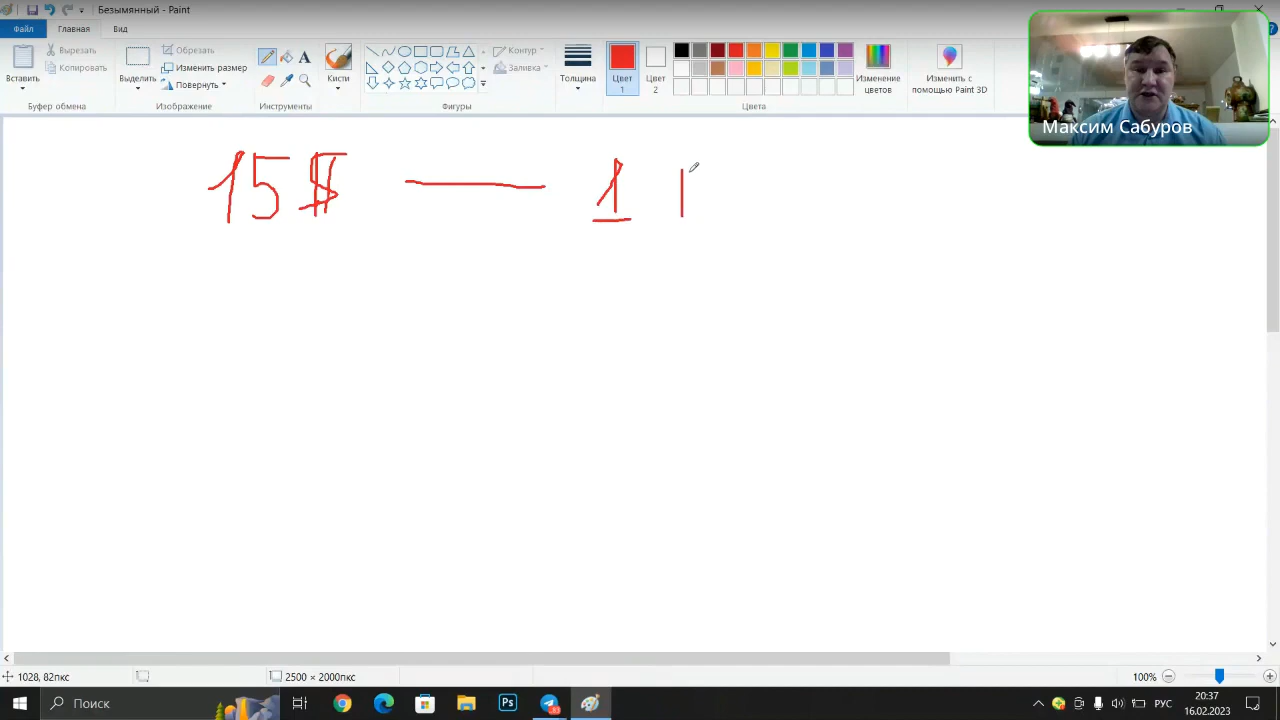 Безымянный - Paint
Файл
Главная
Вид
Вставить
Вырезать
Копировать
Буфер обмена
Выделить
Обрезать
Изменить размер
Повернуть
Изображение
A
Инструменты
Кисти
Фигуры
Контур
Заливка
Толщина
Цвет 1
Цвет 2
Цвета
Изменение цветов
Изменить с помощью Paint 3D
Максим Сабуров
15$ — 1
1028, 82пкс
2500 × 2000пкс
100%
Поиск
Ps
РУС
20:37
16.02.2023